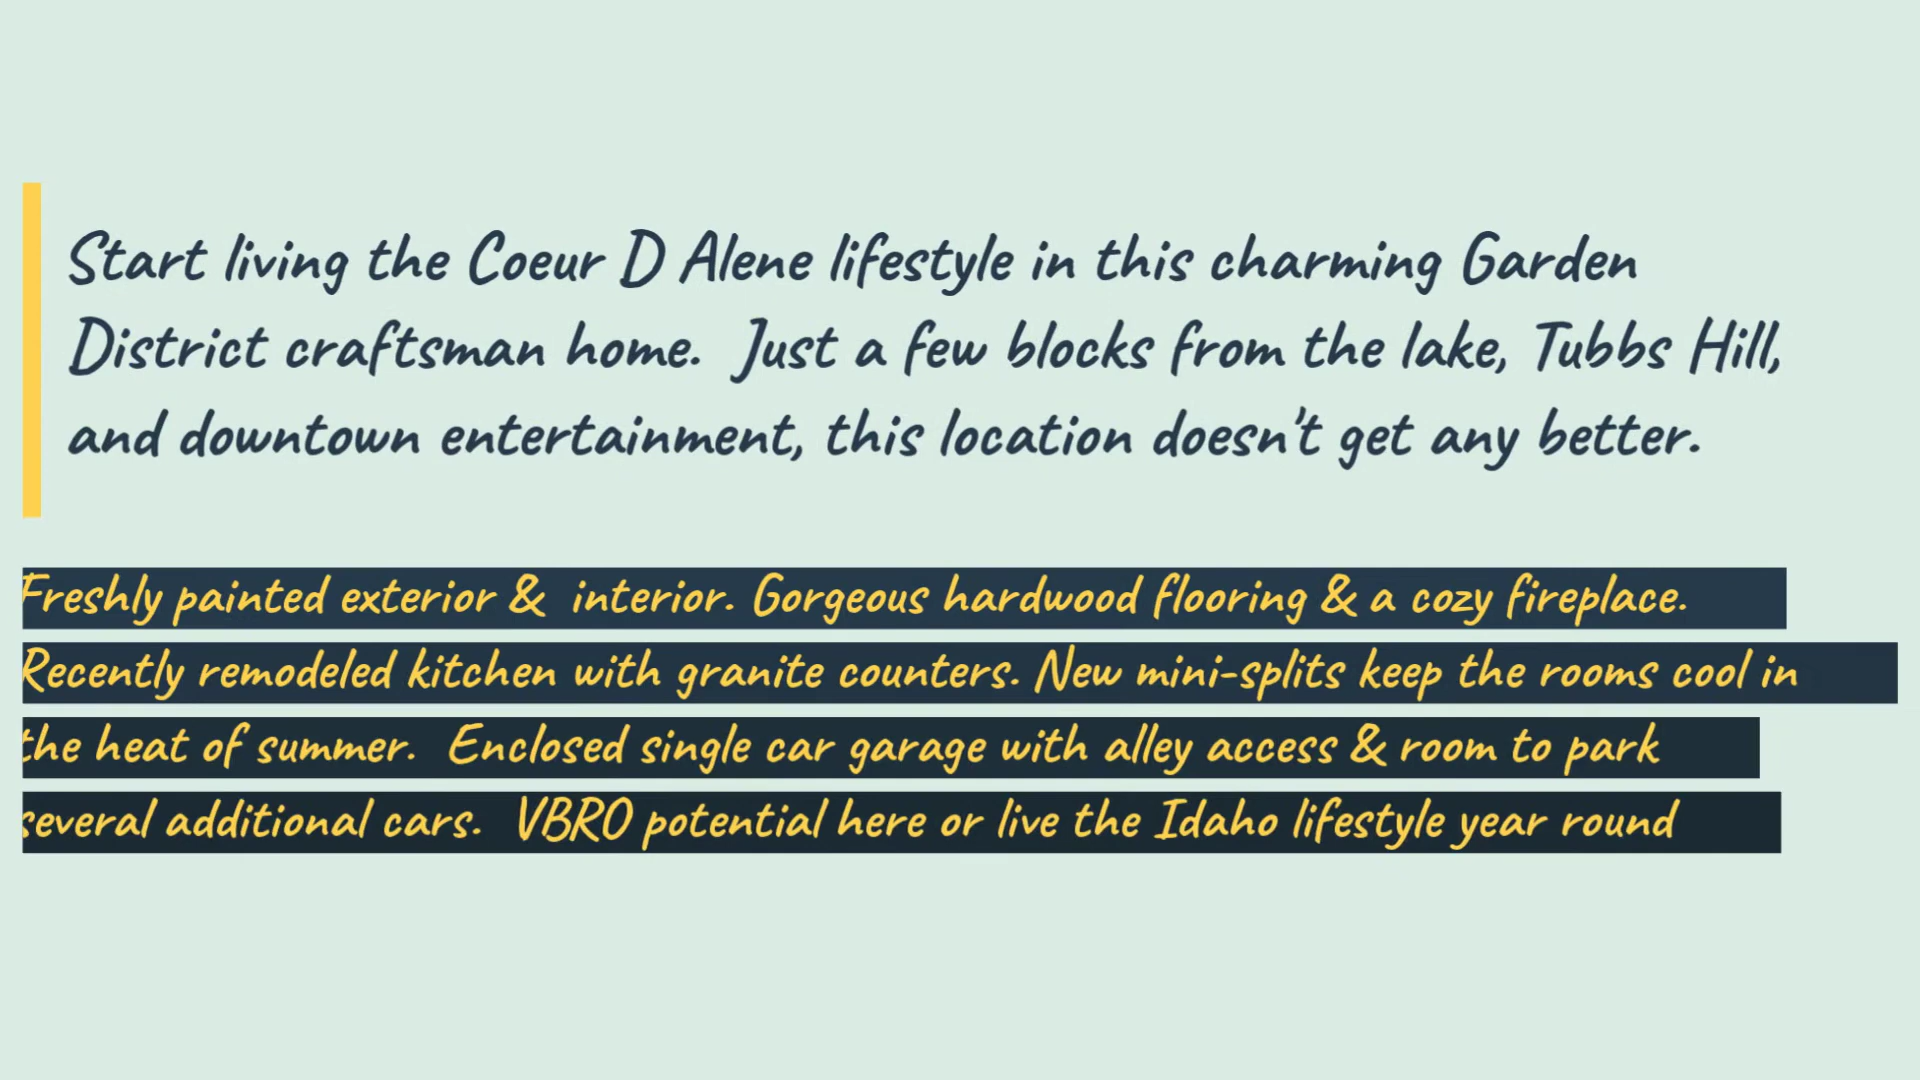 Start living the Coeur D Alene lifestyle in this charming Garden
District craftsman home.  Just a few blocks from the lake, Tubbs Hill,
and downtown entertainment, this location doesn't get any better.
Freshly painted exterior &  interior. Gorgeous hardwood flooring & a cozy fireplace.
Recently remodeled kitchen with granite counters. New mini-splits keep the rooms cool in
the heat of summer.  Enclosed single car garage with alley access & room to park
several additional cars.  VBRO potential here or live the Idaho lifestyle year round